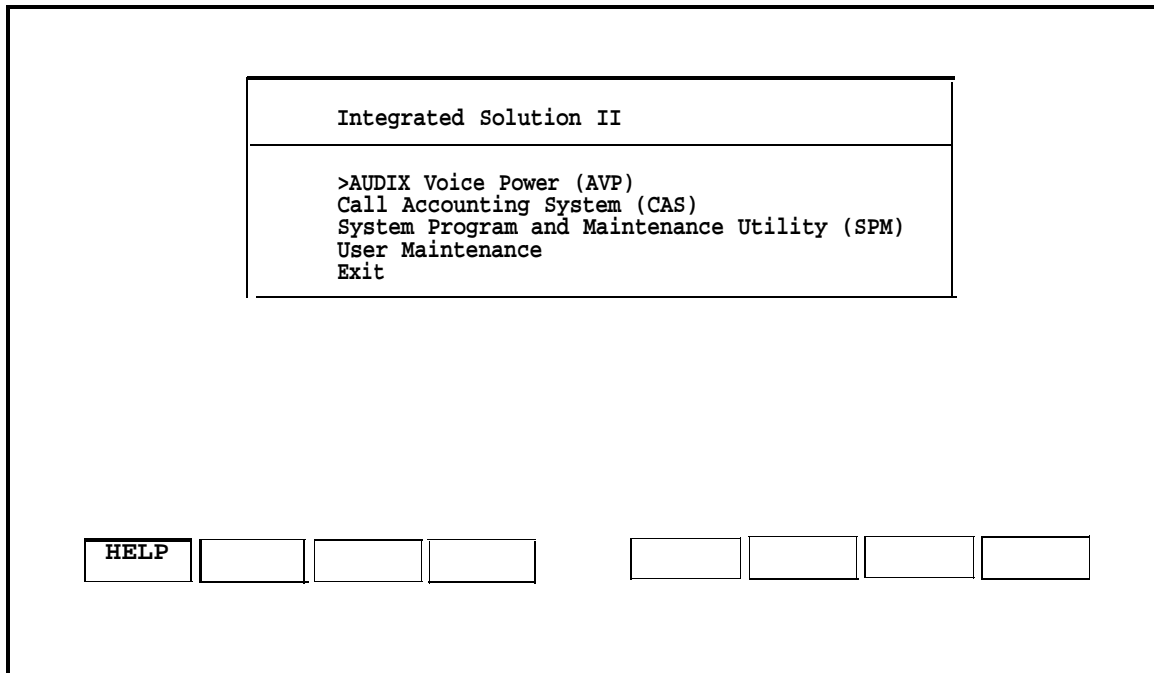 Integrated Solution II
>AUDIX Voice Power (AVP)
Call Accounting System (CAS)
System Program and Maintenance Utility (SPM)
User Maintenance
Exit
HELP